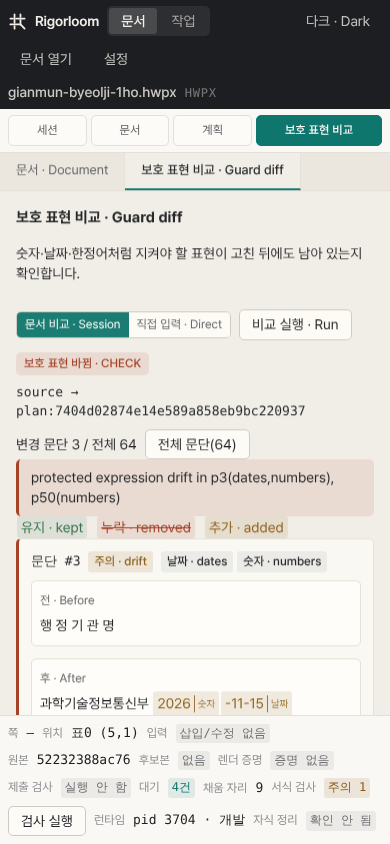 Rigorloom 문서 작업 다크 · Dark
문서 열기 설정
gianmun-byeolji-1ho.hwpx HWPX
세션 문서 계획 보호 표현 비교
문서 · Document 보호 표현 비교 · Guard diff
보호 표현 비교 · Guard diff
숫자·날짜·한정어처럼 지켜야 할 표현이 고친 뒤에도 남아 있는지
확인합니다.
문서 비교 · Session 직접 입력 · Direct 비교 실행 · Run
보호 표현 바뀜 · CHECK
source →
plan:7404d02874e14e589a858eb9bc220937
변경 문단 3 / 전체 64 전체 문단(64)
protected expression drift in p3(dates,numbers),
p50(numbers)
유지 · kept 누락 · removed 추가 · added
문단 #3 주의 · drift 날짜 · dates 숫자 · numbers
전 · Before
행 정 기 관 명
후 · After
과학기술정보통신부 2026 숫자 -11-15 날짜
쪽 — 위치 표0 (5,1) 입력 삽입/수정 없음
원본 52232388ac76 후보본 없음 렌더 증명 증명 없음
제출 검사 실행 안 함 대기 4건 채움 자리 9 서식 검사 주의 1
검사 실행 런타임 pid 3704 · 개발 자식 정리 확인 안 됨